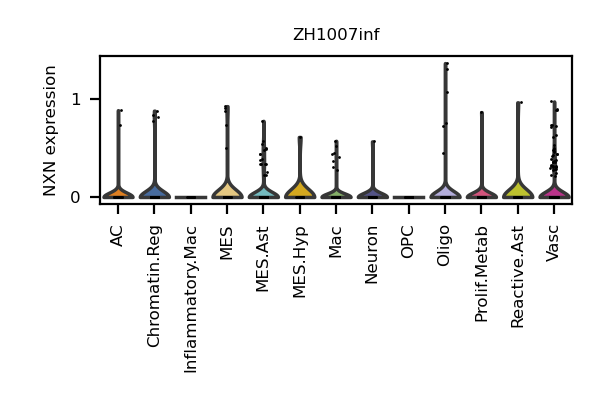 ZH1007inf
NXN expression
1
0
AC
Chromatin.Reg
Inflammatory.Mac
MES
MES.Ast
MES.Hyp
Mac
Neuron
OPC
Oligo
Prolif.Metab
Reactive.Ast
Vasc